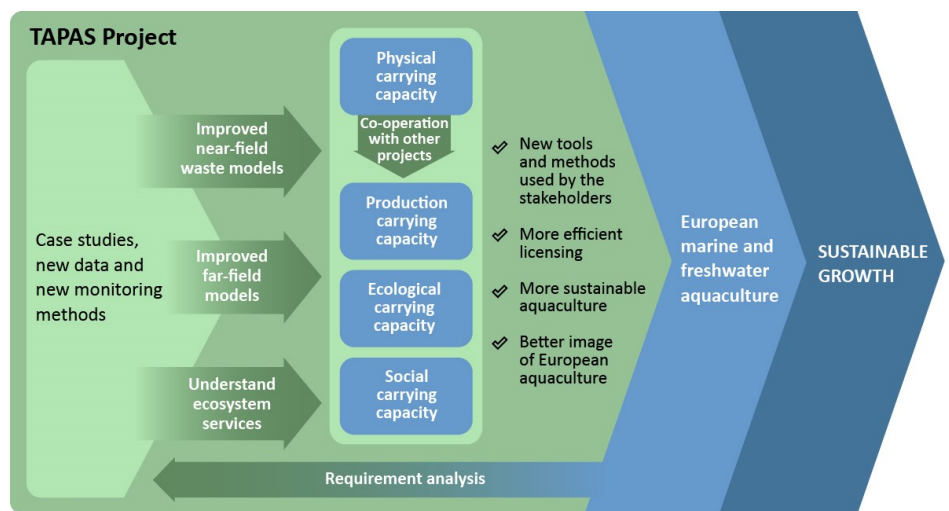 TAPAS Project
Case studies,
new data and
new monitoring
methods
Improved
near-field
waste models
Improved
far-field
models
Understand
ecosystem
services
Physical
carrying
capacity
Co-operation
with other
projects
Production
carrying
capacity
Ecological
carrying
capacity
Social
carrying
capacity
New tools
and methods
used by the
stakeholders
More efficient
licensing
More sustainable
aquaculture
Better image
of European
aquaculture
Requirement analysis
European
marine and
freshwater
aquaculture
SUSTAINABLE
GROWTH